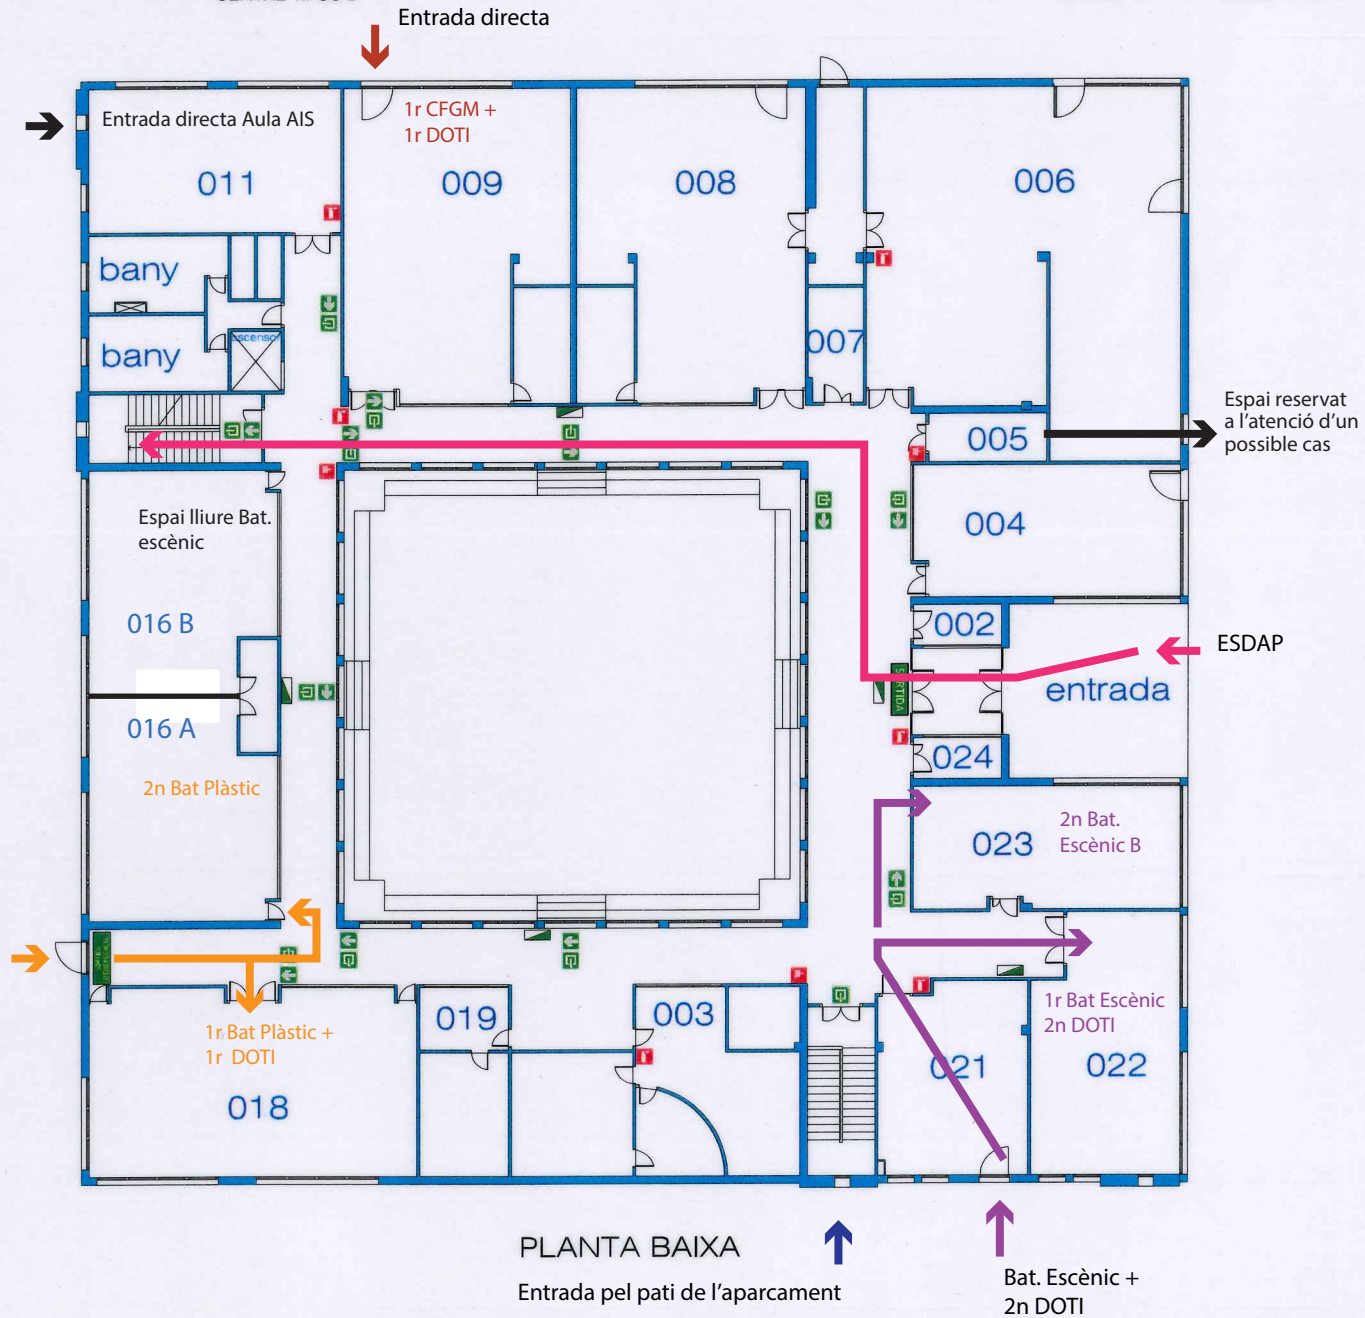 Entrada directa
Entrada directa Aula AIS
1r CFGM +
1r DOTI
011
009
008
006
bany
bany
escensor
007
005
Espai reservat
a l'atenció d'un
possible cas
004
Espai lliure Bat.
escènic
016 B
016 A
2n Bat Plàstic
002
ESDAP
SORTIDA
entrada
024
023
2n Bat.
Escènic B
1r Bat Plàstic +
1r DOTI
018
019
003
021
1r Bat Escènic
2n DOTI
022
PLANTA BAIXA
Entrada pel pati de l'aparcament
Bat. Escènic +
2n DOTI